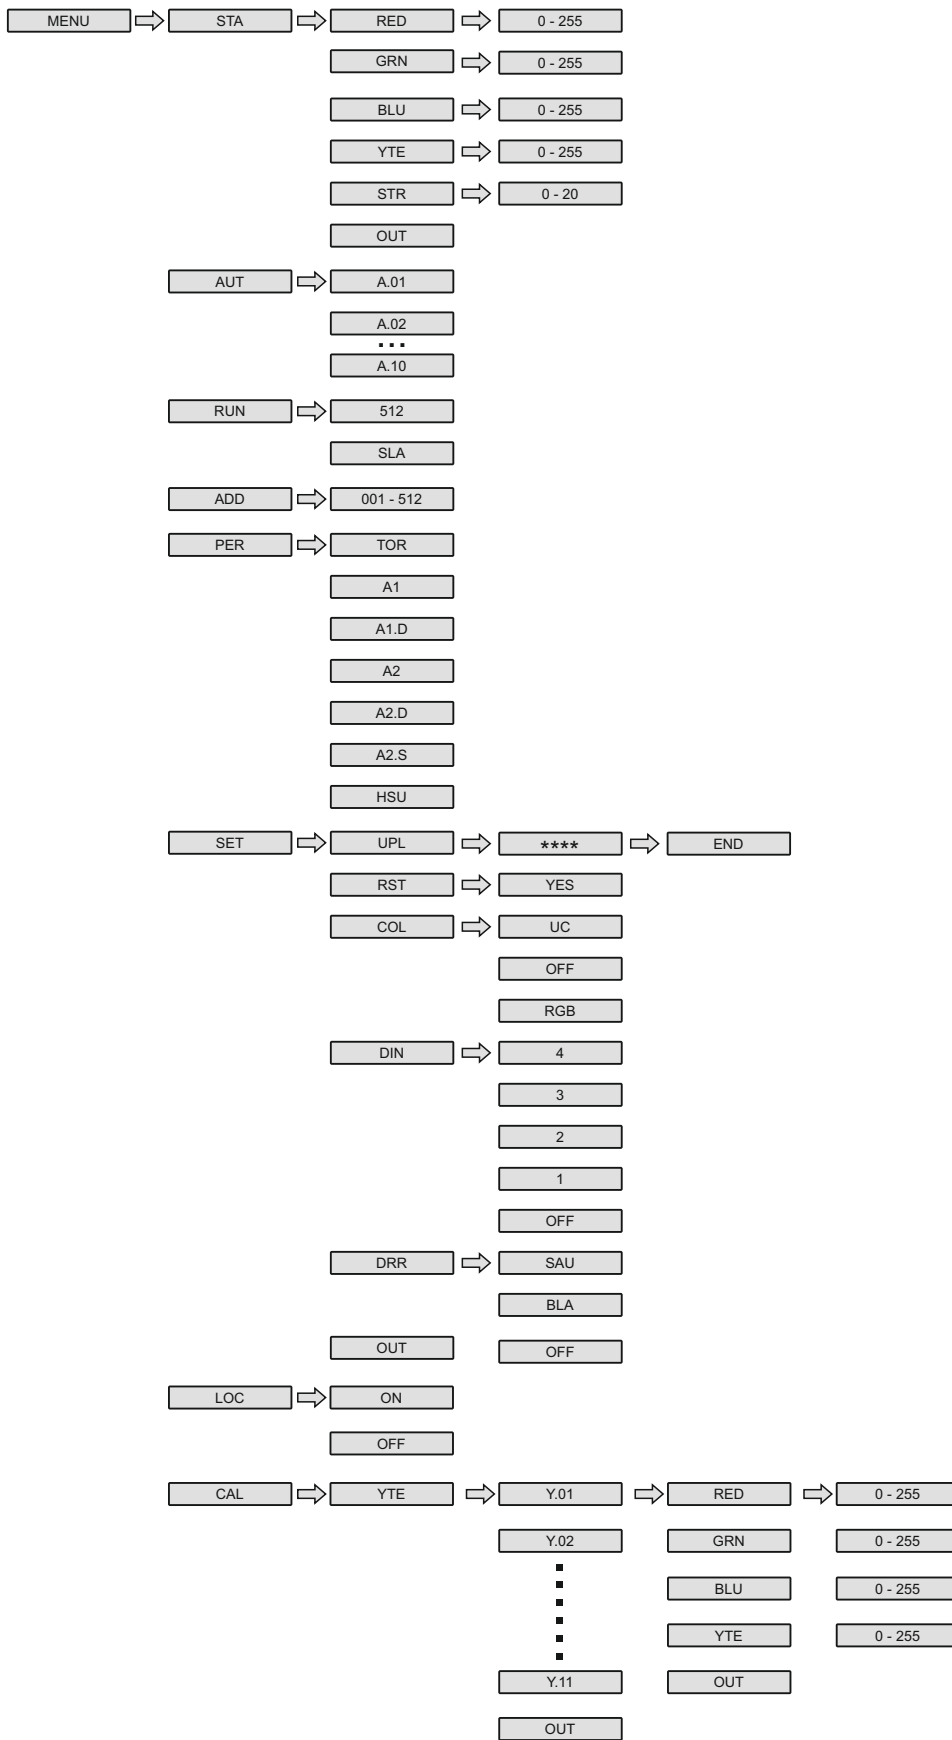 MENU STA RED 0 - 255
GRN 0 - 255
BLU 0 - 255
YTE 0 - 255
STR 0 - 20
OUT
AUT A.01
A.02
...
A.10
RUN 512
SLA
ADD 001 - 512
PER TOR
A1
A1.D
A2
A2.D
A2.S
HSU
SET UPL **** END
RST YES
COL UC
OFF
RGB
DIN 4
3
2
1
OFF
DRR SAU
BLA
OUT OFF
LOC ON
OFF
CAL YTE Y.01 RED 0 - 255
Y.02 GRN 0 - 255
BLU 0 - 255
YTE 0 - 255
Y.11 OUT
OUT